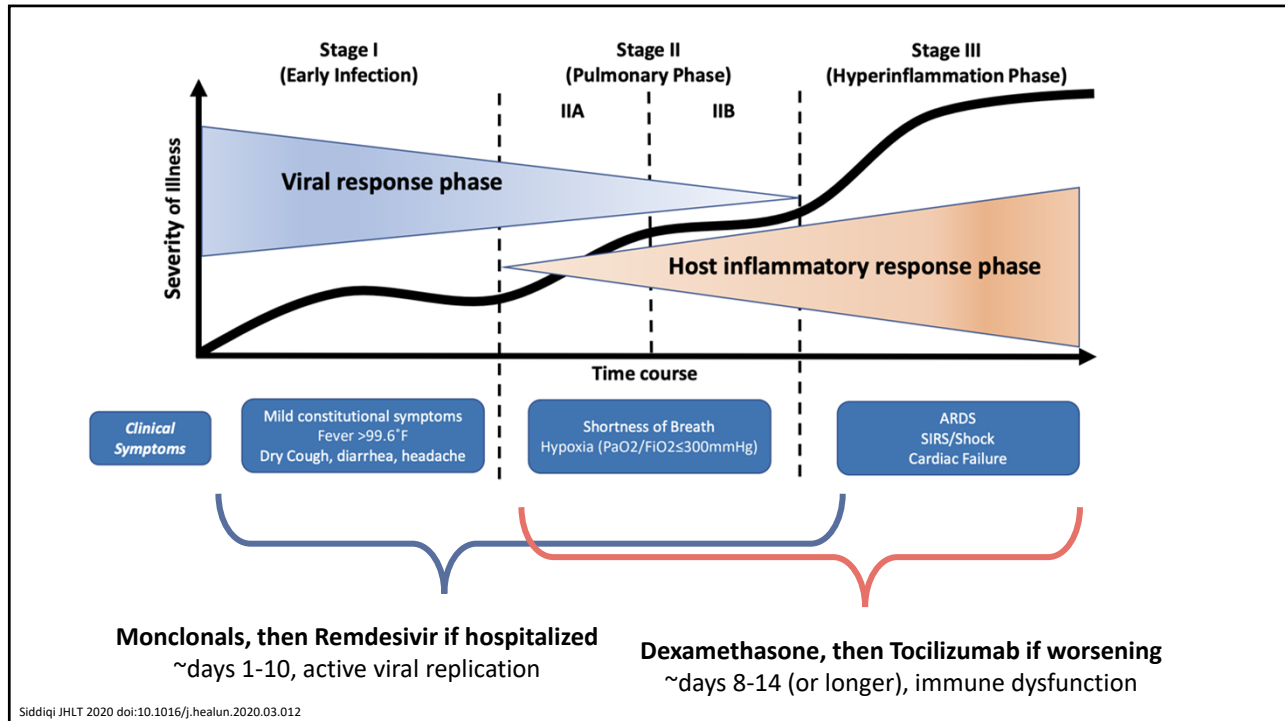 Stage I
(Early Infection)
Stage II
(Pulmonary Phase)
Stage III
(Hyperinflammation Phase)
IIA
IIB
Severity of Illness
Viral response phase
Host inflammatory response phase
Time course
Clinical
Symptoms
Mild constitutional symptoms
Fever >99.6°F
Dry Cough, diarrhea, headache
Shortness of Breath
Hypoxia (PaO2/FiO2≤300mmHg)
ARDS
SIRS/Shock
Cardiac Failure
Monclonals, then Remdesivir if hospitalized
~days 1-10, active viral replication
Dexamethasone, then Tocilizumab if worsening
~days 8-14 (or longer), immune dysfunction
Siddiqi JHLT 2020 doi:10.1016/j.healun.2020.03.012